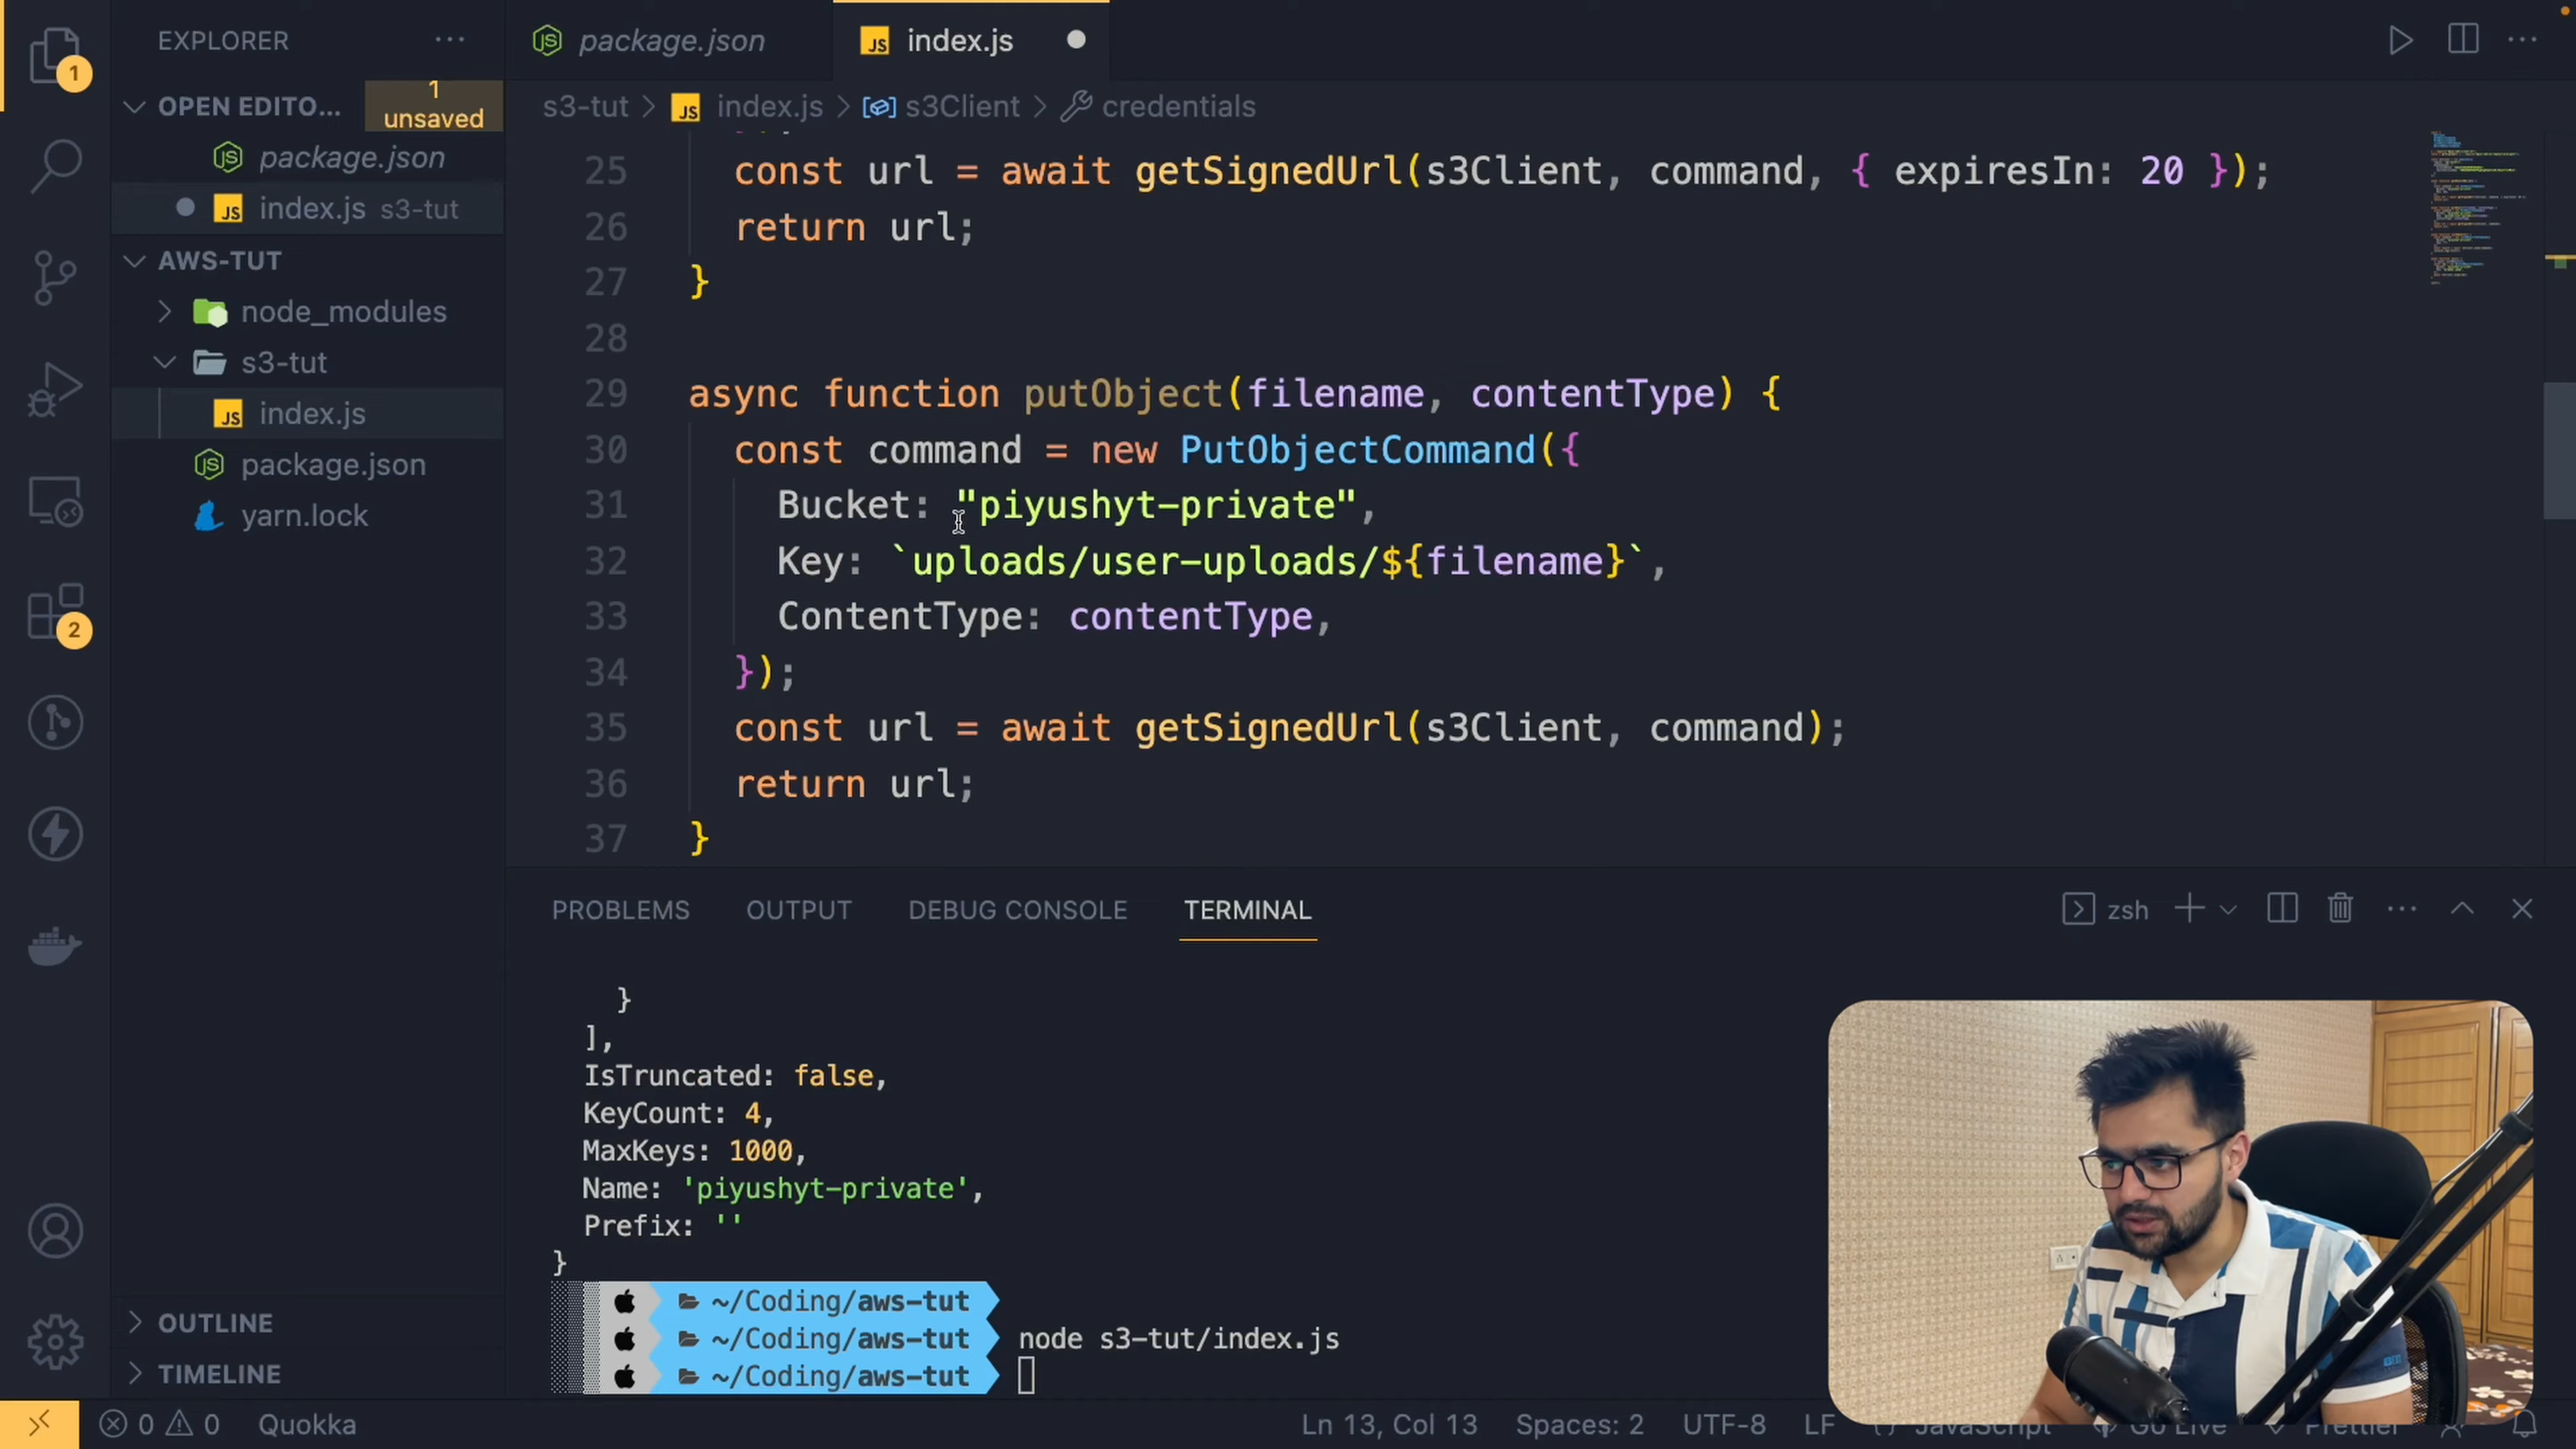 EXPLORER
package.json
index.js
OPEN EDITO...
1
unsaved
package.json
index.js s3-tut
AWS-TUT
node_modules
s3-tut
index.js
package.json
yarn.lock
OUTLINE
TIMELINE
1
2
s3-tut > index.js > s3Client > credentials
25 const url = await getSignedUrl(s3Client, command, { expiresIn: 20 });
26 return url;
27 }
28
29 async function putObject(filename, contentType) {
30 const command = new PutObjectCommand({
31 Bucket: "piyushyt-private",
32 Key: `uploads/user-uploads/${filename}`,
33 ContentType: contentType,
34 });
35 const url = await getSignedUrl(s3Client, command);
36 return url;
37 }
PROBLEMS OUTPUT DEBUG CONSOLE TERMINAL
zsh
}
],
IsTruncated: false,
KeyCount: 4,
MaxKeys: 1000,
Name: 'piyushyt-private',
Prefix: ''
}
~/Coding/aws-tut
~/Coding/aws-tut node s3-tut/index.js
~/Coding/aws-tut
0 0 Quokka
Ln 13, Col 13 Spaces: 2 UTF-8 LF JavaScript Go Live Prettier